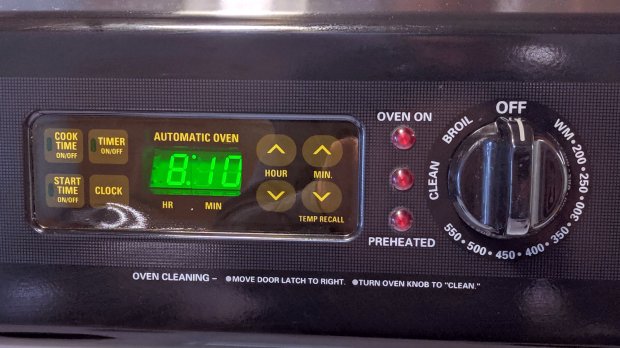 COOK
TIME
ON/OFF
TIMER
ON/OFF
START
TIME
ON/OFF
CLOCK
AUTOMATIC OVEN
8:10
HR MIN
HOUR
MIN.
TEMP RECALL
OVEN ON
CLEAN
PREHEATED
OFF
WM•200•250•300•350•400•450•500•550
BROIL
OVEN CLEANING – ●MOVE DOOR LATCH TO RIGHT. ●TURN OVEN KNOB TO "CLEAN."